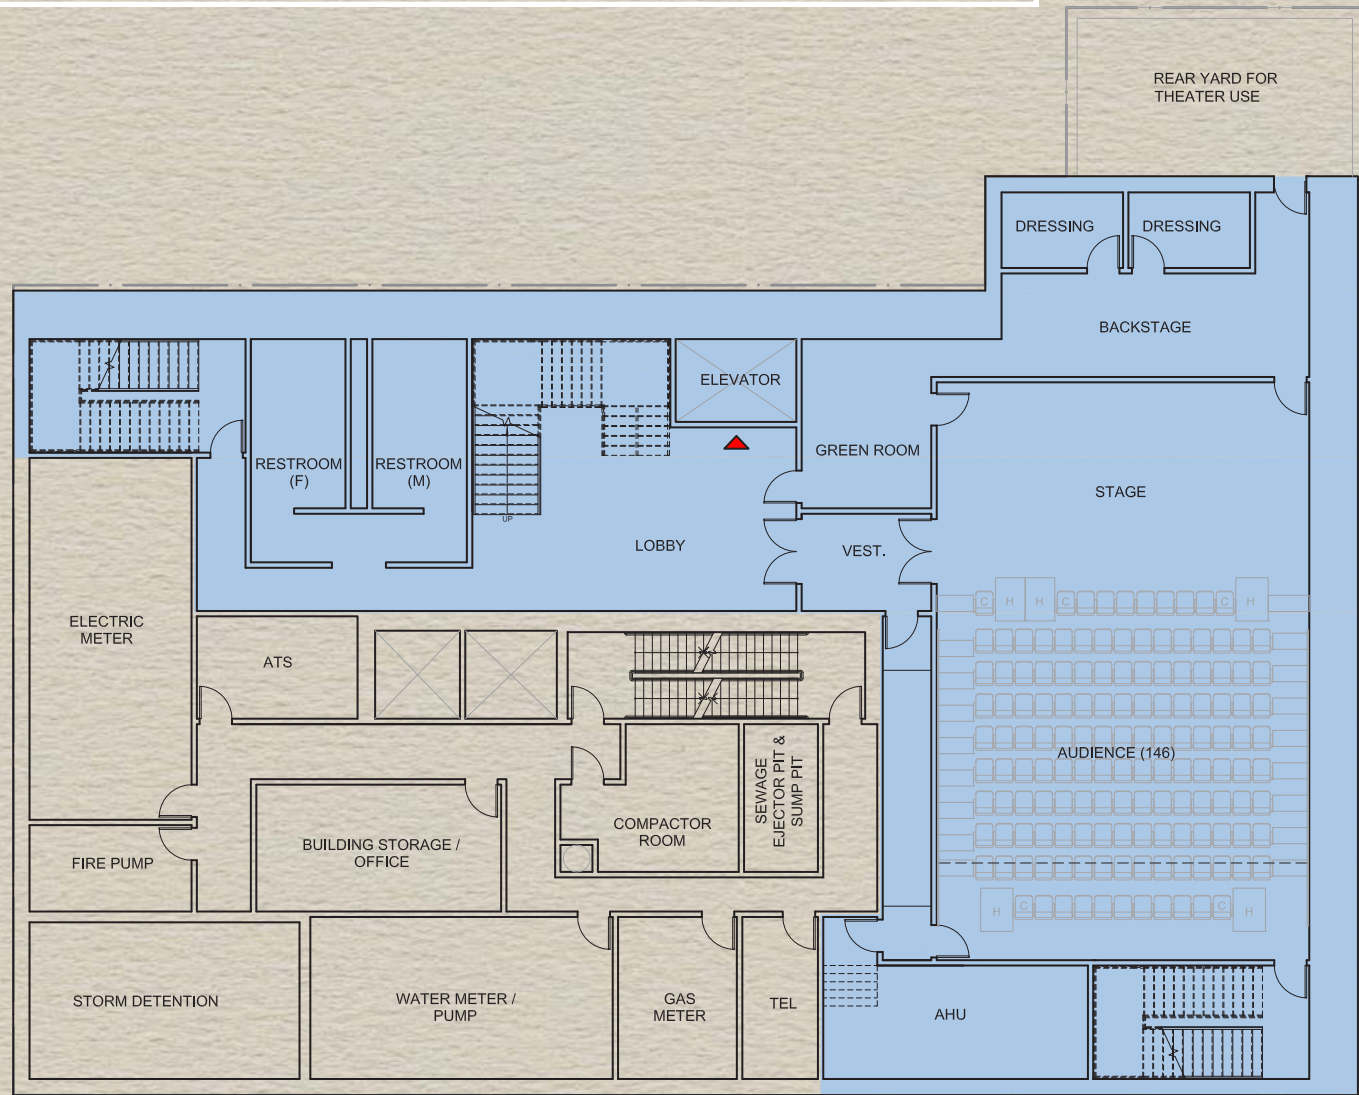 REAR YARD FOR
THEATER USE
DRESSING
DRESSING
BACKSTAGE
ELEVATOR
GREEN ROOM
RESTROOM
(F)
RESTROOM
(M)
STAGE
UP
LOBBY
VEST.
C
H
H
C
C
H
ELECTRIC
METER
ATS
AUDIENCE (146)
SEWAGE
EJECTOR PIT &
SUMP PIT
COMPACTOR
ROOM
BUILDING STORAGE /
OFFICE
FIRE PUMP
H
C
C
H
STORM DETENTION
WATER METER /
PUMP
GAS
METER
TEL
AHU